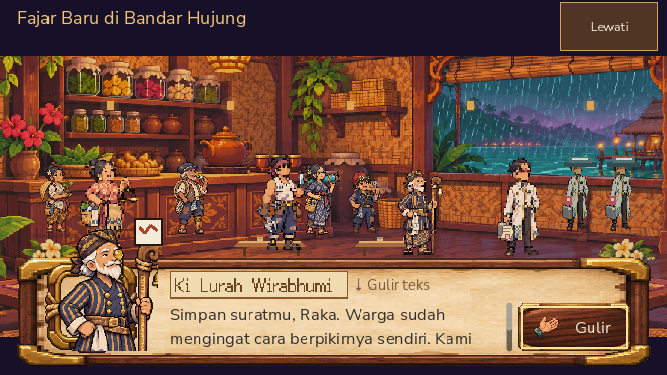 Fajar Baru di Bandar Hujung
Lewati
Ki Lurah Wirabhumi
↓ Gulir teks
Simpan suratmu, Raka. Warga sudah
mengingat cara berpikirnya sendiri. Kami
Gulir